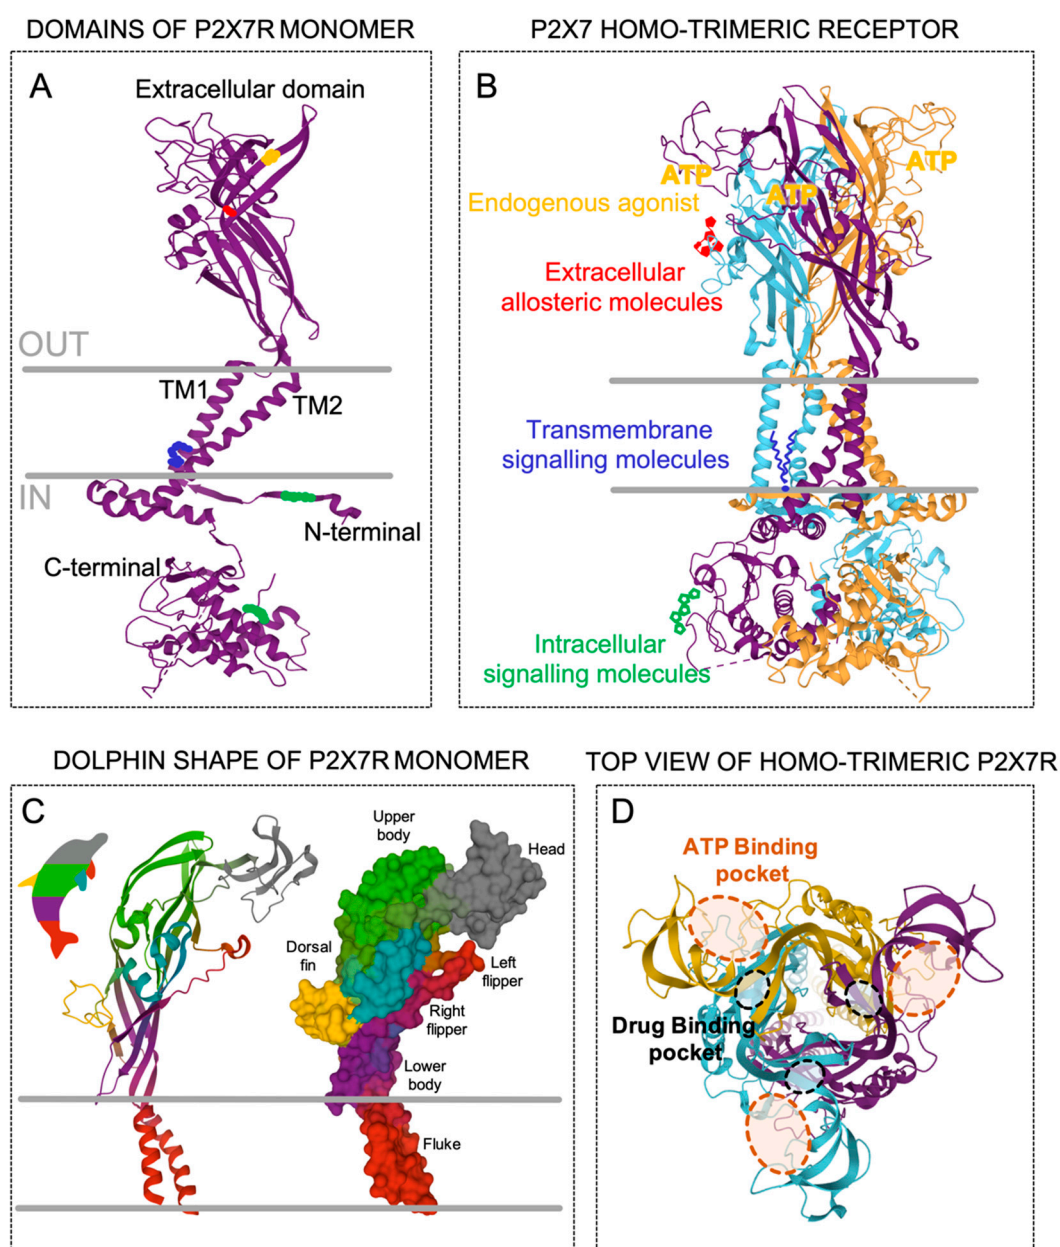 DOMAINS OF P2X7R MONOMER
A
Extracellular domain
OUT
TM1
TM2
IN
N-terminal
C-terminal
P2X7 HOMO-TRIMERIC RECEPTOR
B
ATP
ATP
ATP
Endogenous agonist
Extracellular
allosteric molecules
Transmembrane
signalling molecules
Intracellular
signalling molecules
DOLPHIN SHAPE OF P2X7R MONOMER
C
Upper
body
Head
Dorsal
fin
Left
flipper
Right
flipper
Lower
body
Fluke
TOP VIEW OF HOMO-TRIMERIC P2X7R
D
ATP Binding
pocket
Drug Binding
pocket